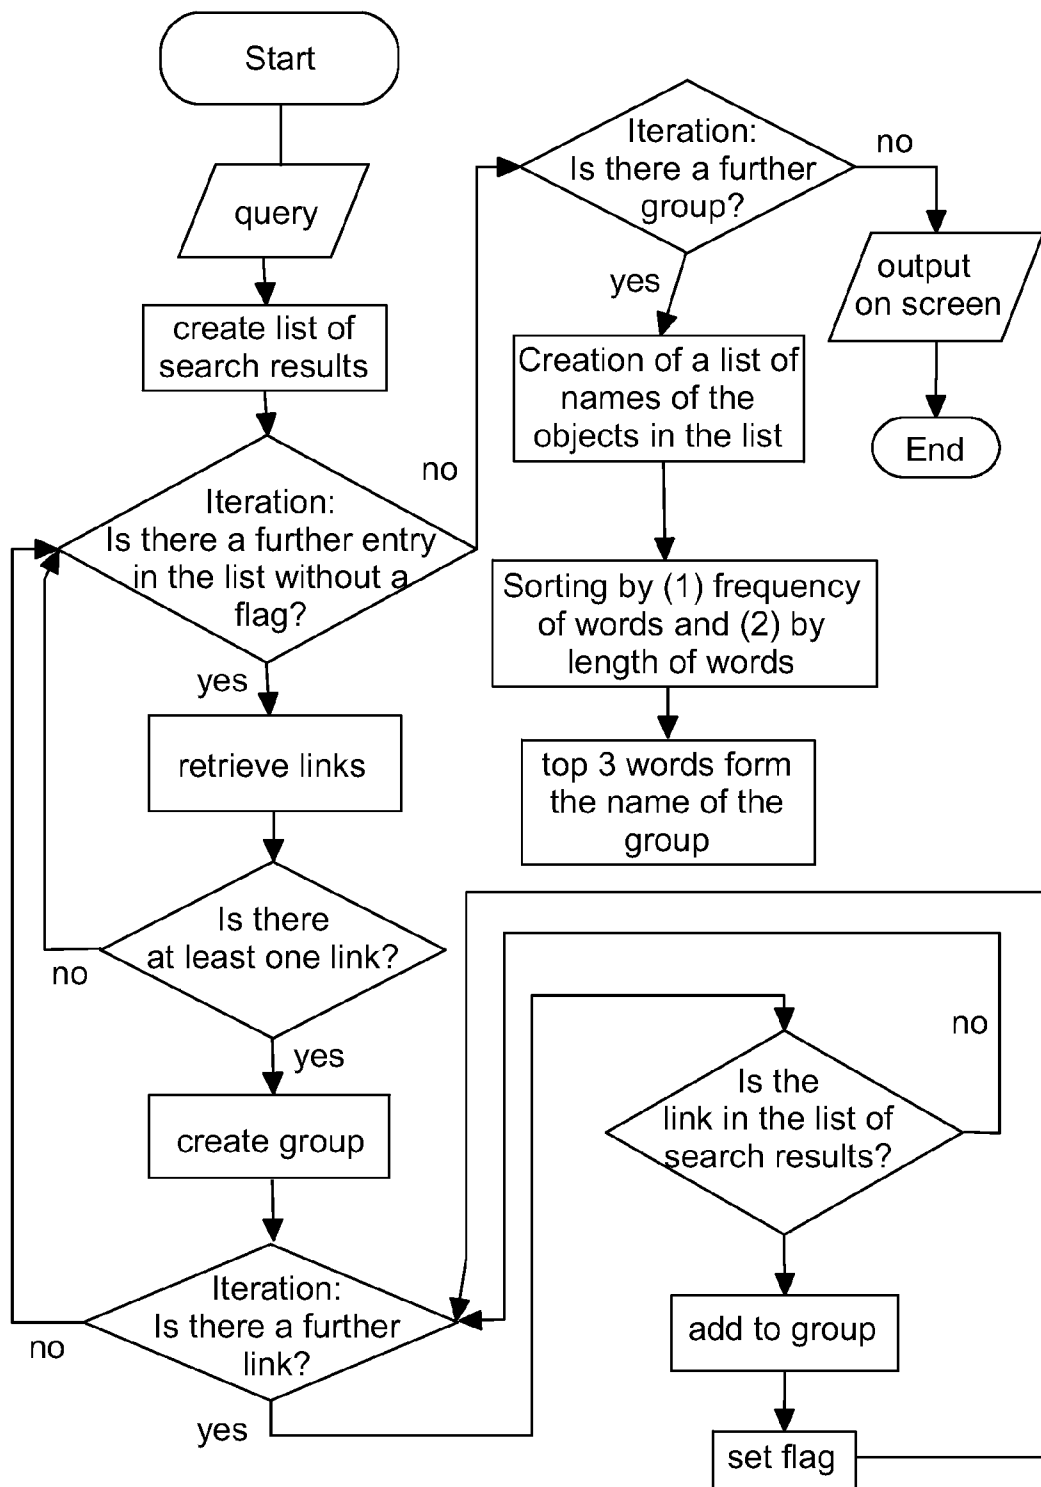 Start
query
create list of
search results
Iteration:
Is there a further entry
in the list without a
flag?
no
yes
retrieve links
Is there
at least one link?
no
yes
create group
Iteration:
Is there a further
link?
no
yes
Iteration:
Is there a further
group?
no
yes
output
on screen
End
Creation of a list of
names of the
objects in the list
Sorting by (1) frequency
of words and (2) by
length of words
top 3 words form
the name of the
group
Is the
link in the list of
search results?
no
add to group
set flag